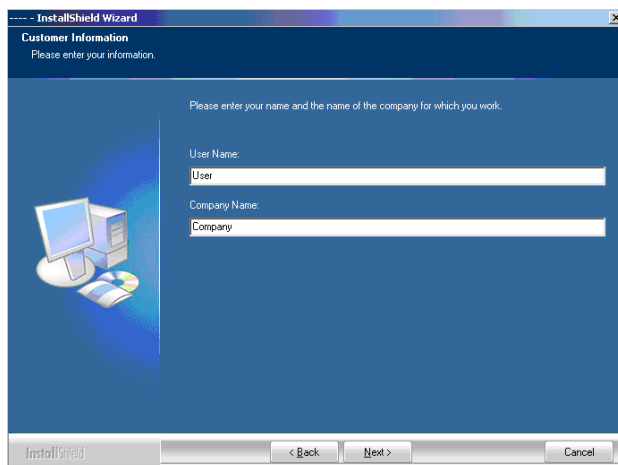 ---- - InstallShield Wizard
Customer Information
Please enter your information.
Please enter your name and the name of the company for which you work.
User Name:
User
Company Name:
Company
InstallShield
< Back
Next >
Cancel